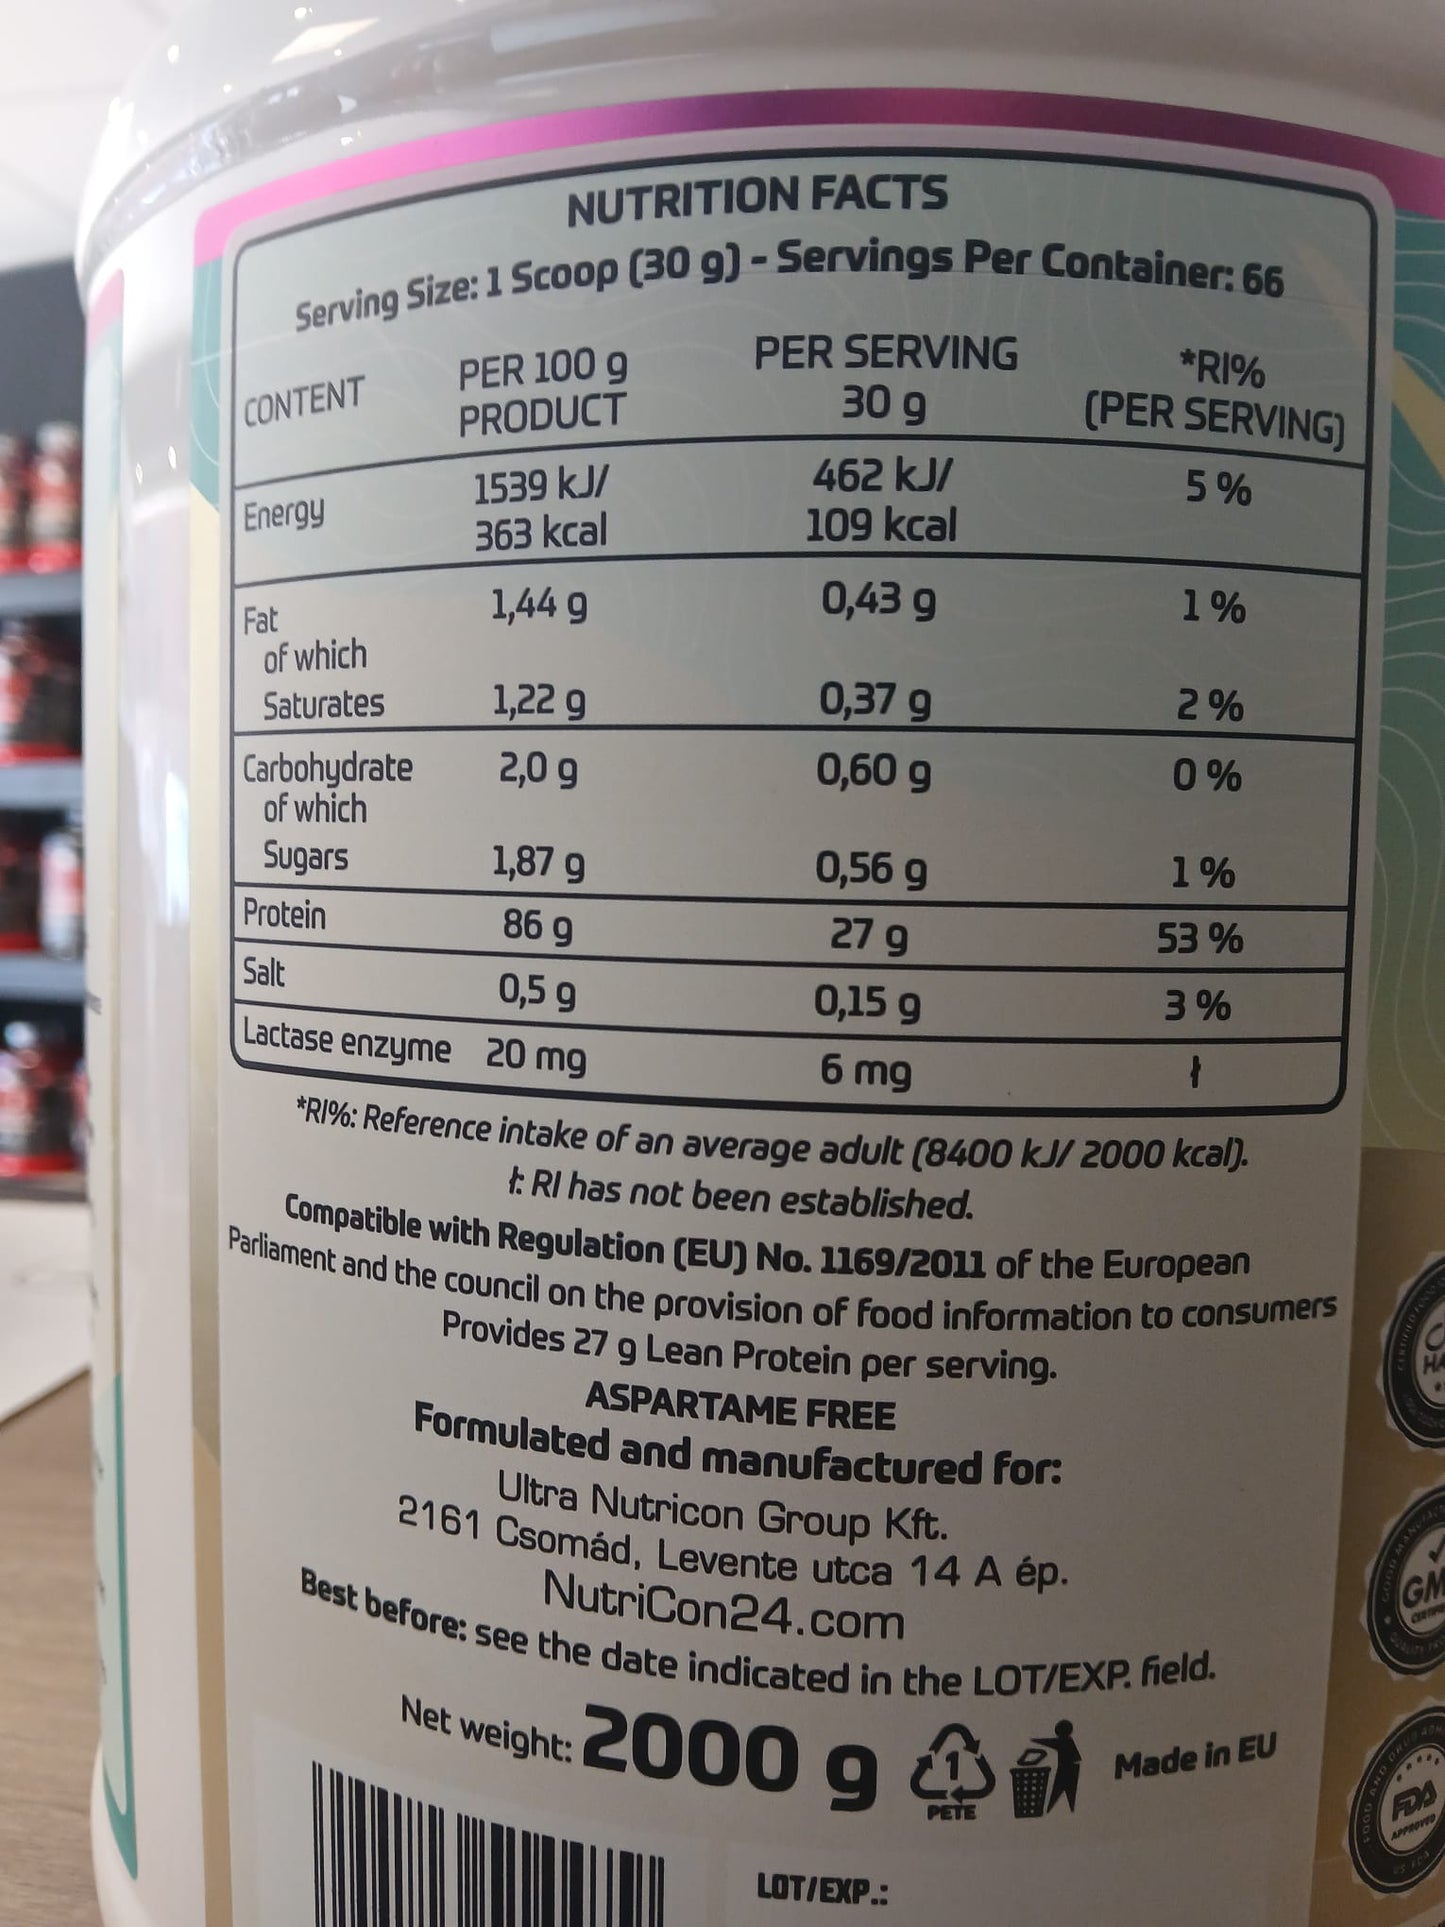 NUTRITION FACTS
Serving Size: 1 Scoop (30 g) - Servings Per Container: 66
CONTENT PER 100 g PRODUCT PER SERVING 30 g *RI% (PER SERVING)
Energy 1539 kJ/ 363 kcal 462 kJ/ 109 kcal 5 %
Fat 1,44 g 0,43 g 1 %
of which
Saturates 1,22 g 0,37 g 2 %
Carbohydrate 2,0 g 0,60 g 0 %
of which
Sugars 1,87 g 0,56 g 1 %
Protein 86 g 27 g 53 %
Salt 0,5 g 0,15 g 3 %
Lactase enzyme 20 mg 6 mg ƚ
*RI%: Reference intake of an average adult (8400 kJ/ 2000 kcal).
ƚ: RI has not been established.
Compatible with Regulation (EU) No. 1169/2011 of the European
Parliament and the council on the provision of food information to consumers
Provides 27 g Lean Protein per serving.
ASPARTAME FREE
Formulated and manufactured for:
Ultra Nutricon Group Kft.
2161 Csomád, Levente utca 14 A ép.
NutriCon24.com
Best before: see the date indicated in the LOT/EXP. field.
Net weight: 2000 g
1
PETE
Made in EU
LOT/EXP.:
GM
FDA
APPROVED